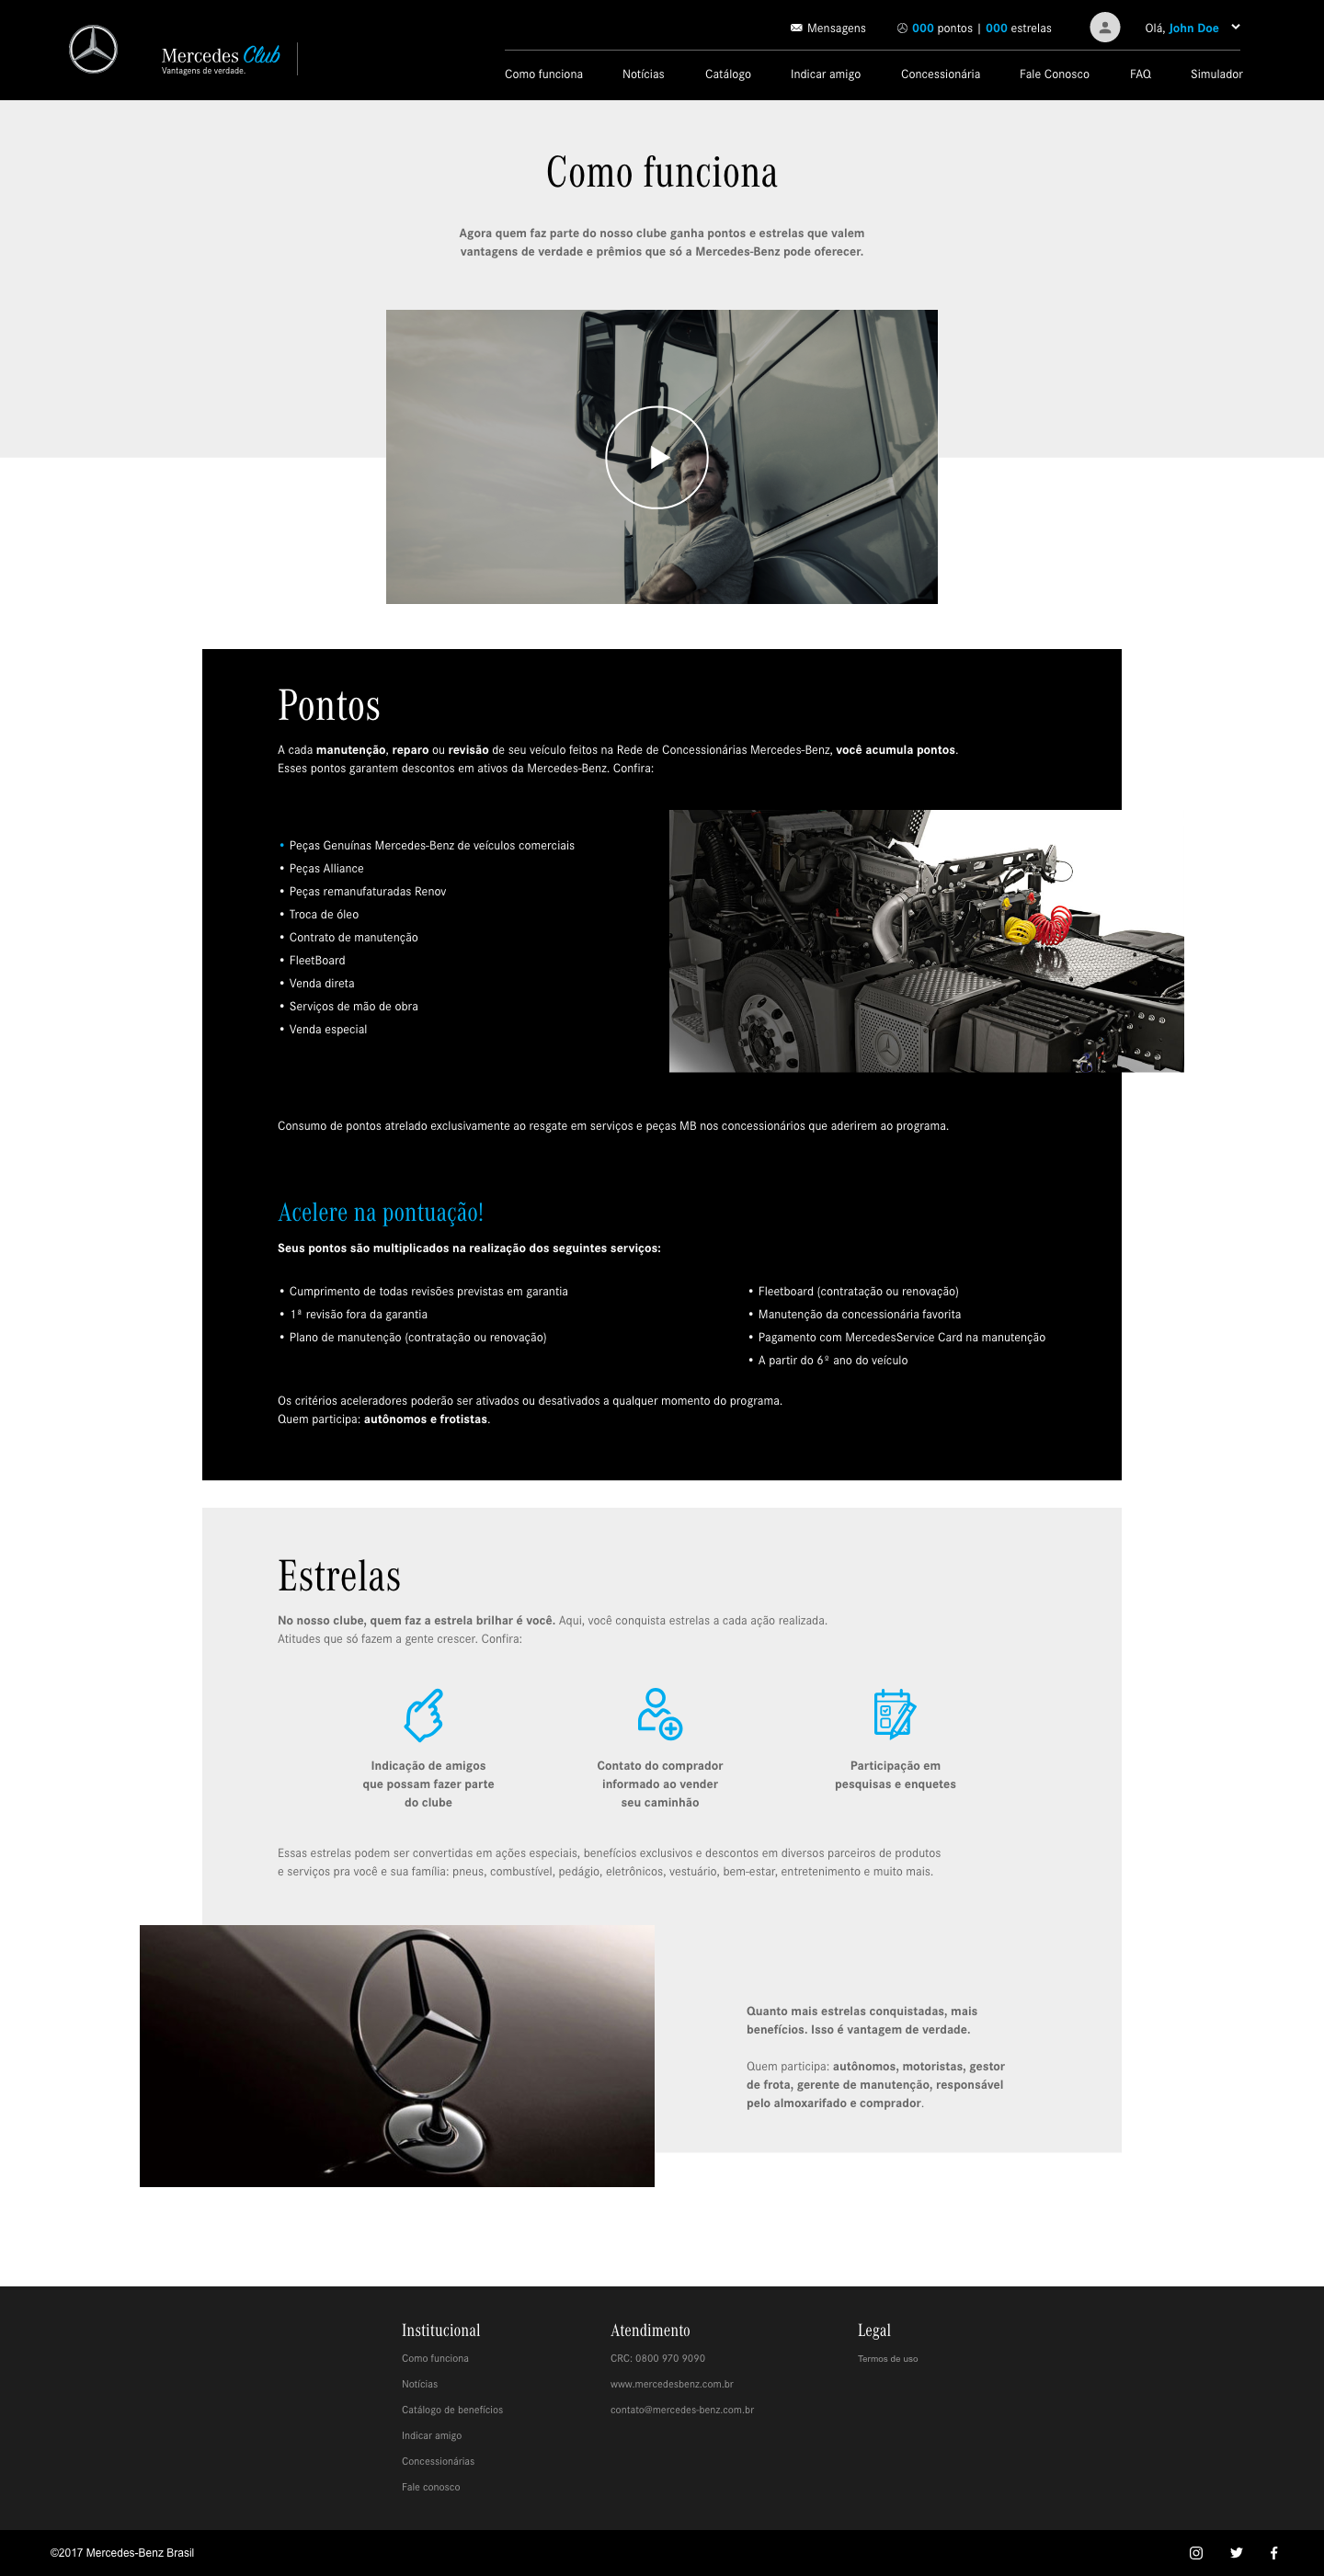 Mensagens
000 pontos | 000 estrelas
Olá, John Doe
Mercedes Club
Vantagens de verdade.
Como funciona
Notícias
Catálogo
Indicar amigo
Concessionária
Fale Conosco
FAQ
Simulador
Como funciona
Agora quem faz parte do nosso clube ganha pontos e estrelas que valem
vantagens de verdade e prêmios que só a Mercedes-Benz pode oferecer.
Pontos
A cada manutenção, reparo ou revisão de seu veículo feitos na Rede de Concessionárias Mercedes-Benz, você acumula pontos.
Esses pontos garantem descontos em ativos da Mercedes-Benz. Confira:
• Peças Genuínas Mercedes-Benz de veículos comerciais
• Peças Alliance
• Peças remanufaturadas Renov
• Troca de óleo
• Contrato de manutenção
• FleetBoard
• Venda direta
• Serviços de mão de obra
• Venda especial
Consumo de pontos atrelado exclusivamente ao resgate em serviços e peças MB nos concessionários que aderirem ao programa.
Acelere na pontuação!
Seus pontos são multiplicados na realização dos seguintes serviços:
• Cumprimento de todas revisões previstas em garantia
• 1ª revisão fora da garantia
• Plano de manutenção (contratação ou renovação)
• Fleetboard (contratação ou renovação)
• Manutenção da concessionária favorita
• Pagamento com MercedesService Card na manutenção
• A partir do 6º ano do veículo
Os critérios aceleradores poderão ser ativados ou desativados a qualquer momento do programa.
Quem participa: autônomos e frotistas.
Estrelas
No nosso clube, quem faz a estrela brilhar é você. Aqui, você conquista estrelas a cada ação realizada.
Atitudes que só fazem a gente crescer. Confira:
Indicação de amigos
que possam fazer parte
do clube
Contato do comprador
informado ao vender
seu caminhão
Participação em
pesquisas e enquetes
Essas estrelas podem ser convertidas em ações especiais, benefícios exclusivos e descontos em diversos parceiros de produtos
e serviços pra você e sua família: pneus, combustível, pedágio, eletrônicos, vestuário, bem-estar, entretenimento e muito mais.
Quanto mais estrelas conquistadas, mais
benefícios. Isso é vantagem de verdade.
Quem participa: autônomos, motoristas, gestor
de frota, gerente de manutenção, responsável
pelo almoxarifado e comprador.
Institucional
Como funciona
Notícias
Catálogo de benefícios
Indicar amigo
Concessionárias
Fale conosco
Atendimento
CRC: 0800 970 9090
www.mercedesbenz.com.br
contato@mercedes-benz.com.br
Legal
Termos de uso
©2017 Mercedes-Benz Brasil